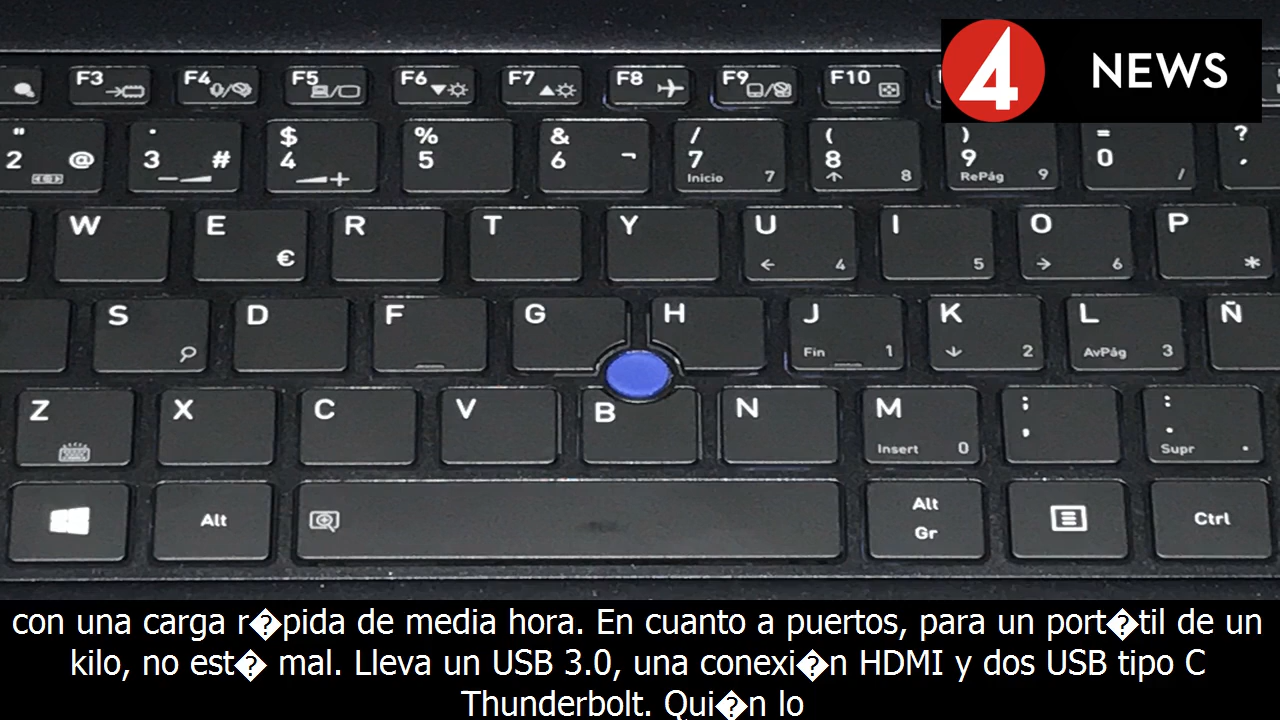 4 NEWS
F3 F4 F5 F6 F7 F8 F9 F10
" 2 @ · 3 # $ 4 % 5 & 6 ¬ / 7 Inicio 7 ( 8 8 ) 9 RePág 9 = 0 / ?
W E € R T Y U 4 I 5 O 6 P *
S D F G H J Fin 1 K 2 L AvPág 3 Ñ
Z X C V B N M Insert 0 ; , : . Supr .
Alt Alt Gr Ctrl
con una carga r�pida de media hora. En cuanto a puertos, para un port�til de un
kilo, no est� mal. Lleva un USB 3.0, una conexi�n HDMI y dos USB tipo C
Thunderbolt. Qui�n lo